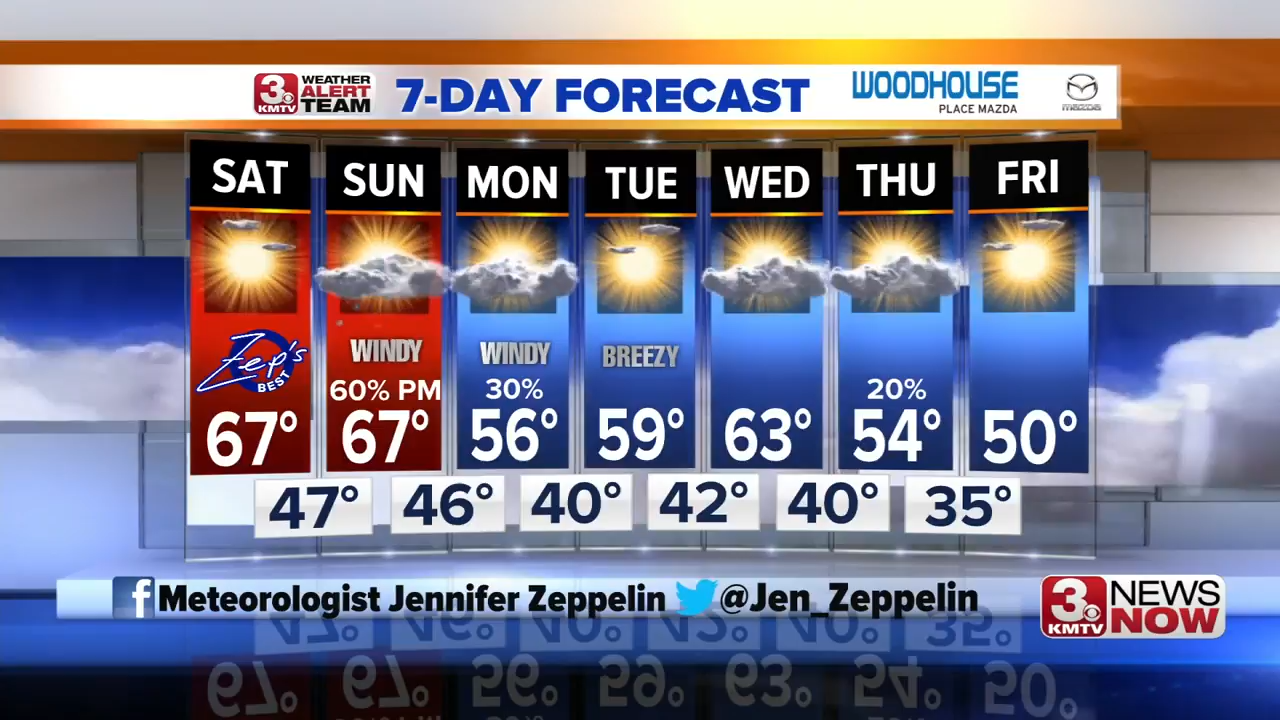 3 KMTV WEATHER ALERT TEAM 7-DAY FORECAST WOODHOUSE PLACE MAZDA
SAT SUN MON TUE WED THU FRI
Zep's BEST WINDY WINDY BREEZY
60% PM 30% 20%
67° 67° 56° 59° 63° 54° 50°
47° 46° 40° 42° 40° 35°
f Meteorologist Jennifer Zeppelin @Jen_Zeppelin
3 KMTV NEWS NOW